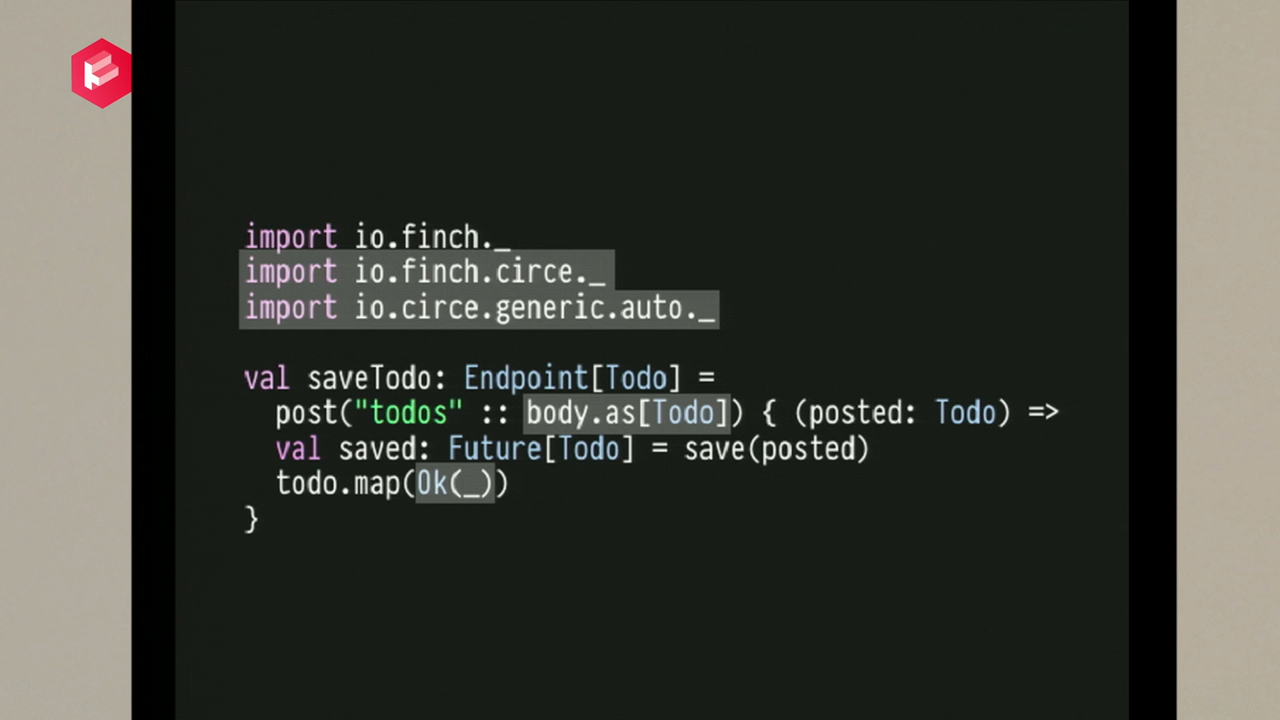 import io.finch._
import io.finch.circe._
import io.circe.generic.auto._
val saveTodo: Endpoint[Todo] =
post("todos" :: body.as[Todo]) { (posted: Todo) =>
val saved: Future[Todo] = save(posted)
todo.map(Ok(_))
}